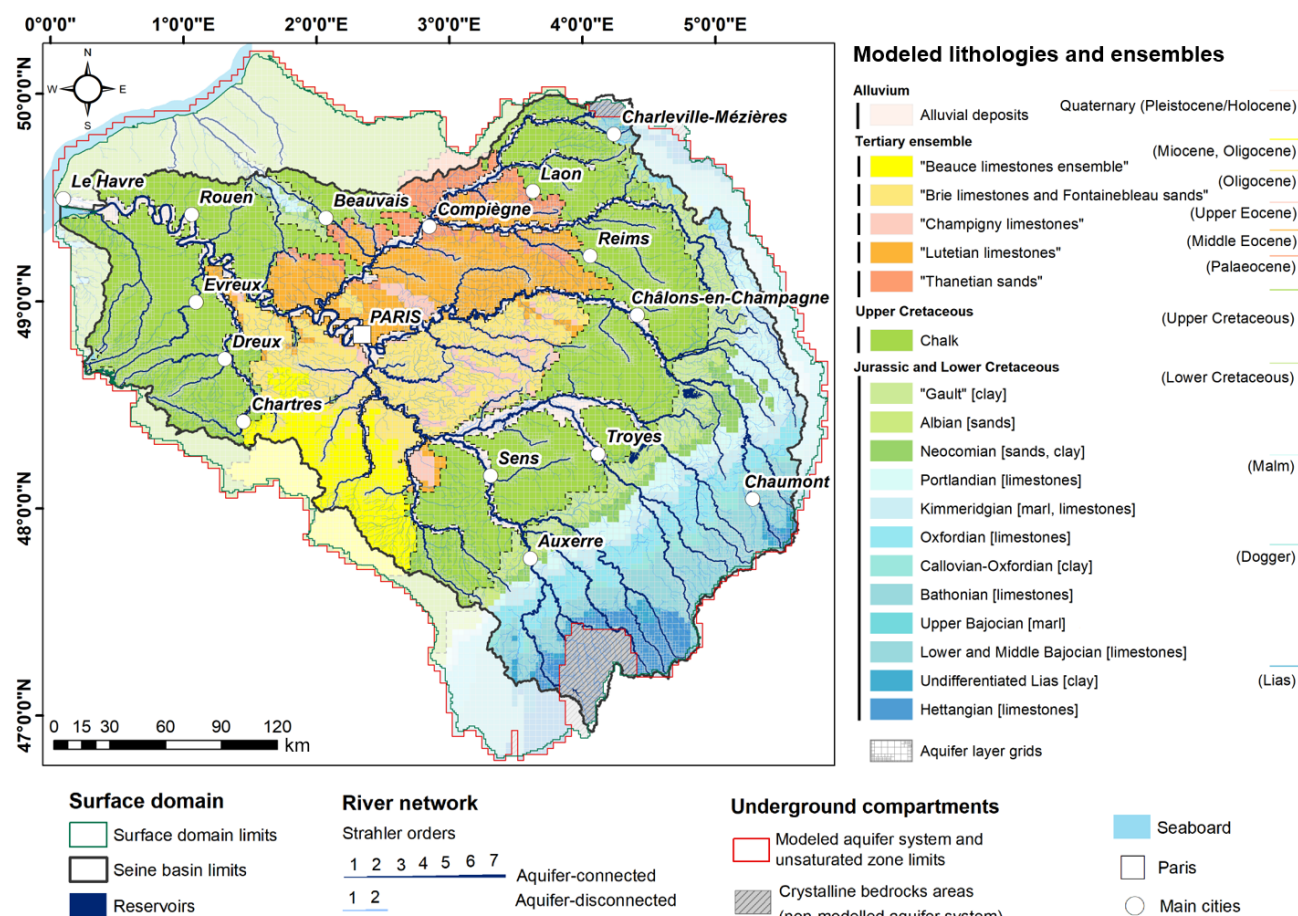 0°0'0" 1°0'0"E 2°0'0"E 3°0'0"E 4°0'0"E 5°0'0"E
50°0'0"N
49°0'0"N
48°0'0"N
47°0'0"N
N
W E
S
Charleville-Mézières
Le Havre
Rouen
Beauvais
Laon
Compiègne
Reims
Evreux
Châlons-en-Champagne
PARIS
Dreux
Chartres
Troyes
Sens
Chaumont
Auxerre
0 15 30 60 90 120
km
Modeled lithologies and ensembles
Alluvium
Alluvial deposits Quaternary (Pleistocene/Holocene)
Tertiary ensemble
"Beauce limestones ensemble" (Miocene, Oligocene)
"Brie limestones and Fontainebleau sands" (Oligocene)
"Champigny limestones" (Upper Eocene)
"Lutetian limestones" (Middle Eocene)
"Thanetian sands" (Palaeocene)
Upper Cretaceous
Chalk (Upper Cretaceous)
Jurassic and Lower Cretaceous
(Lower Cretaceous)
"Gault" [clay]
Albian [sands]
Neocomian [sands, clay]
Portlandian [limestones] (Malm)
Kimmeridgian [marl, limestones]
Oxfordian [limestones]
Callovian-Oxfordian [clay] (Dogger)
Bathonian [limestones]
Upper Bajocian [marl]
Lower and Middle Bajocian [limestones]
Undifferentiated Lias [clay] (Lias)
Hettangian [limestones]
Aquifer layer grids
Surface domain
Surface domain limits
Seine basin limits
Reservoirs
River network
Strahler orders
1 2 3 4 5 6 7
Aquifer-connected
1 2
Aquifer-disconnected
Underground compartments
Modeled aquifer system and
unsaturated zone limits
Crystalline bedrocks areas
(non-modelled aquifer system)
Seaboard
Paris
Main cities